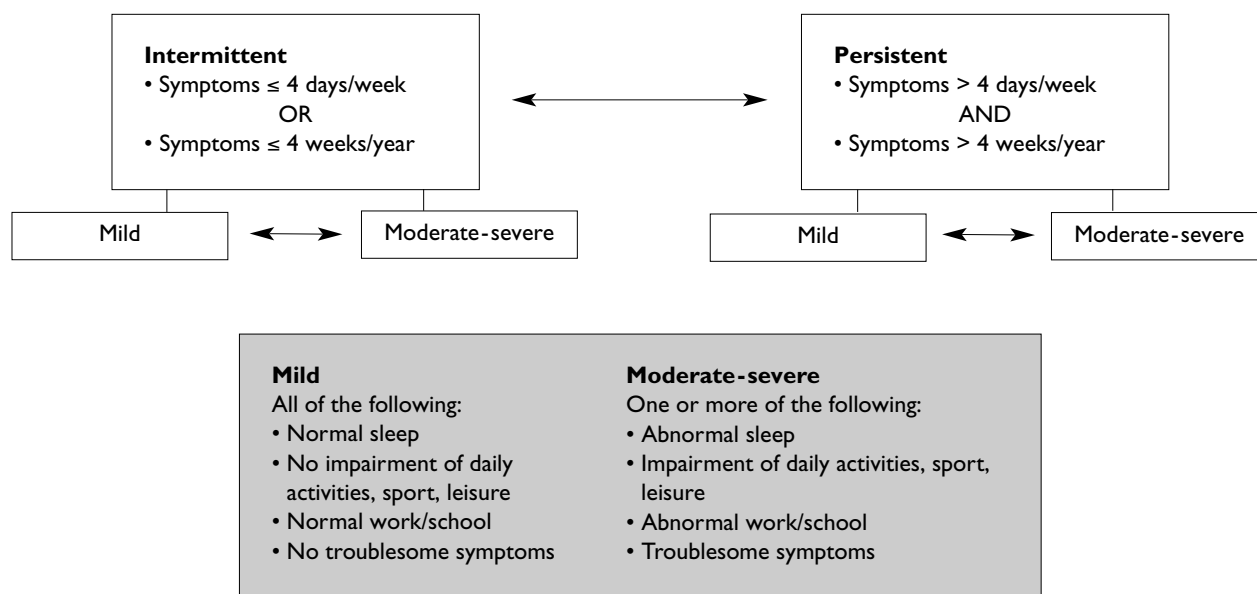 Intermittent
• Symptoms ≤ 4 days/week
OR
• Symptoms ≤ 4 weeks/year
Persistent
• Symptoms > 4 days/week
AND
• Symptoms > 4 weeks/year
Mild
Moderate-severe
Mild
Moderate-severe
Mild
All of the following:
• Normal sleep
• No impairment of daily
activities, sport, leisure
• Normal work/school
• No troublesome symptoms
Moderate-severe
One or more of the following:
• Abnormal sleep
• Impairment of daily activities, sport,
leisure
• Abnormal work/school
• Troublesome symptoms